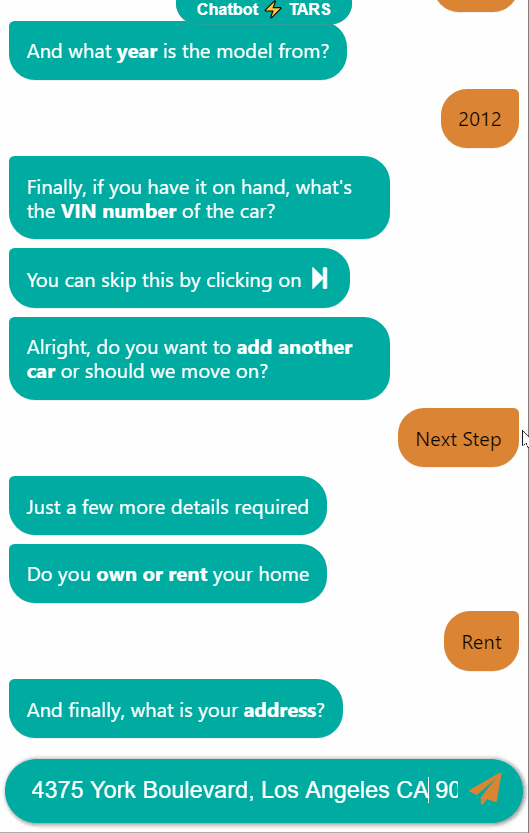 Chatbot ⚡ TARS
And what year is the model from?
2012
Finally, if you have it on hand, what's
the VIN number of the car?
You can skip this by clicking on
Alright, do you want to add another
car or should we move on?
Next Step
Just a few more details required
Do you own or rent your home
Rent
And finally, what is your address?
4375 York Boulevard, Los Angeles CA